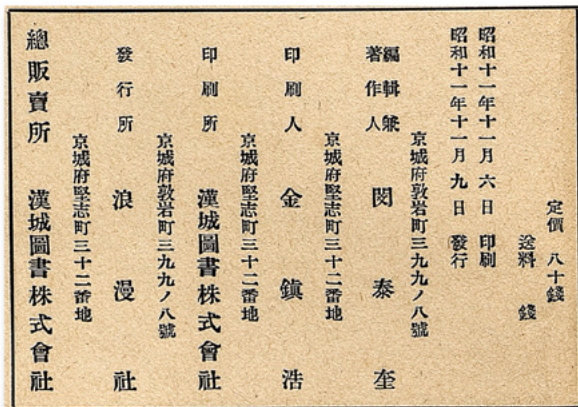 定價 八十錢
送料 錢
昭和十一年十一月六日 印刷
昭和十一年十一月九日 發行
京城府敦岩町三九九ノ八號
編輯兼著作人 閔泰奎
京城府堅志町三十二番地
印刷人 金鎭浩
京城府堅志町三十二番地
印刷所 漢城圖書株式會社
京城府敦岩町三九九ノ八號
發行所 浪漫社
京城府堅志町三十二番地
總販賣所 漢城圖書株式會社